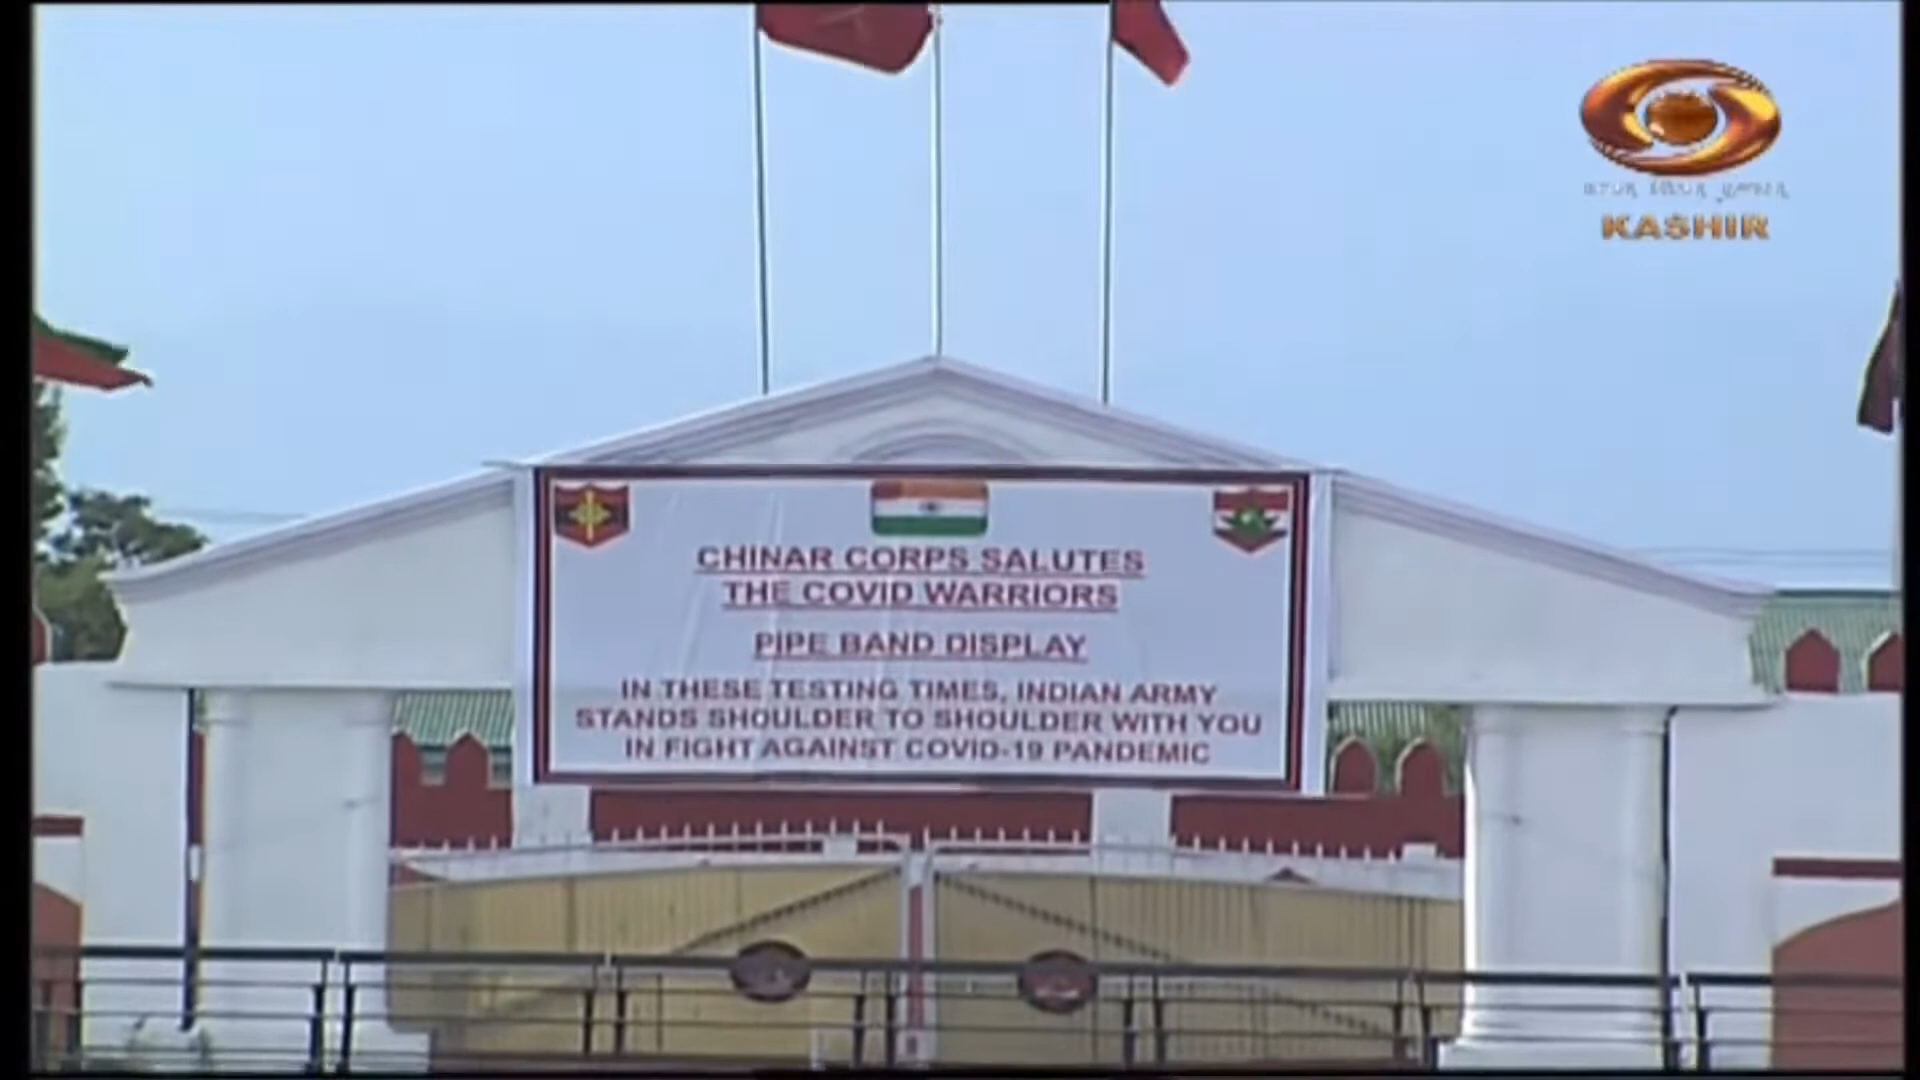 KASHIR
CHINAR CORPS SALUTES
THE COVID WARRIORS
PIPE BAND DISPLAY
IN THESE TESTING TIMES, INDIAN ARMY
STANDS SHOULDER TO SHOULDER WITH YOU
IN FIGHT AGAINST COVID-19 PANDEMIC